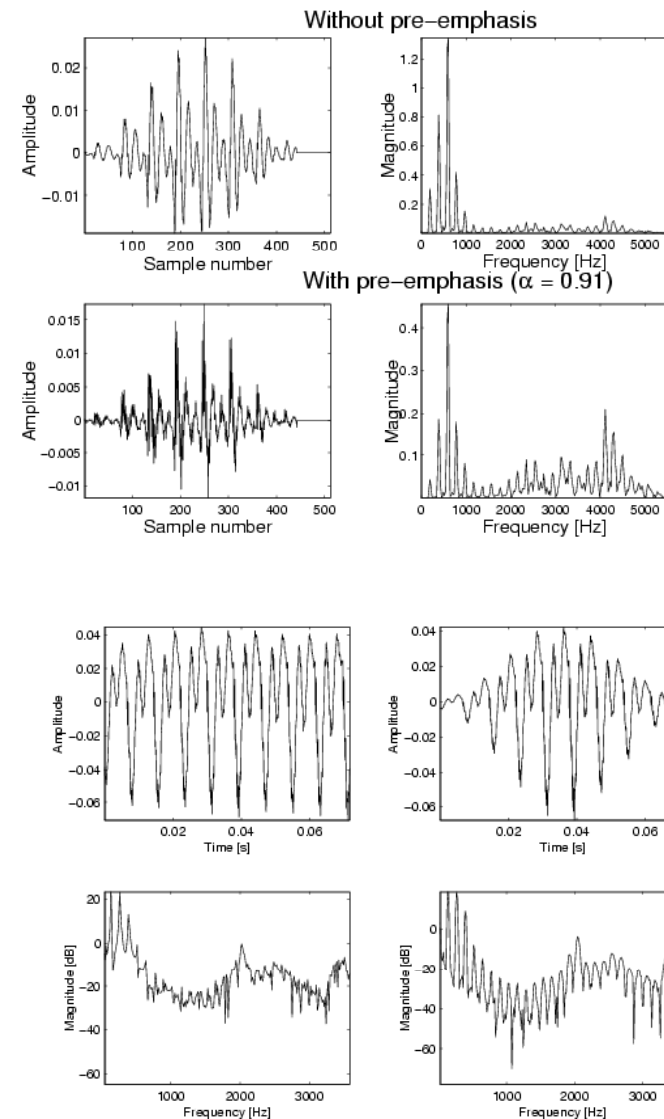 Without pre-emphasis
0.02
0.01
0
-0.01
Amplitude
100 200 300 400 500
Sample number
1.2
1
0.8
0.6
0.4
0.2
Magnitude
0 1000 2000 3000 4000 5000
Frequency [Hz]
With pre-emphasis (α = 0.91)
0.015
0.01
0.005
0
-0.005
-0.01
Amplitude
100 200 300 400 500
Sample number
0.4
0.3
0.2
0.1
Magnitude
0 1000 2000 3000 4000 5000
Frequency [Hz]
0.04
0.02
0
-0.02
-0.04
-0.06
Amplitude
0.02 0.04 0.06
Time [s]
0.04
0.02
0
-0.02
-0.04
-0.06
Amplitude
0.02 0.04 0.06
Time [s]
20
0
-20
-40
-60
Magnitude [dB]
1000 2000 3000
Frequency [Hz]
0
-20
-40
-60
Magnitude [dB]
1000 2000 3000
Frequency [Hz]